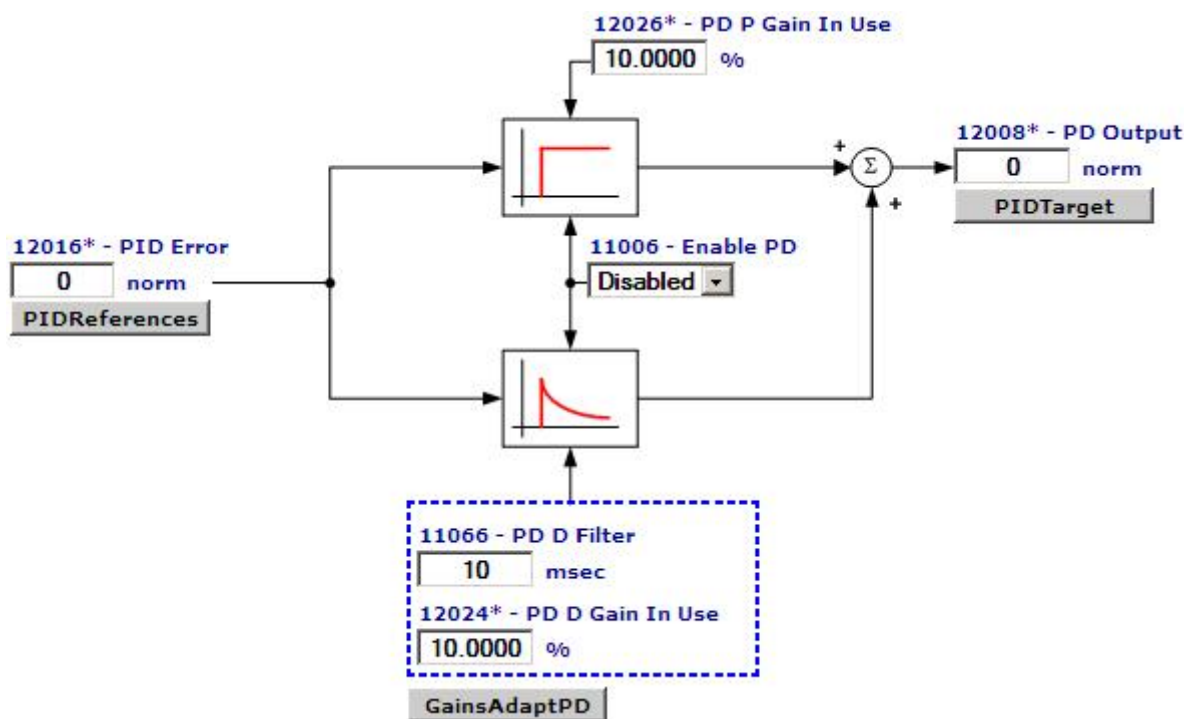 12026* - PD P Gain In Use
10.0000 %
12008* - PD Output
+
Σ
0 norm
+
PIDTarget
12016* - PID Error
11006 - Enable PD
0 norm
Disabled
PIDReferences
11066 - PD D Filter
10 msec
12024* - PD D Gain In Use
10.0000 %
GainsAdaptPD